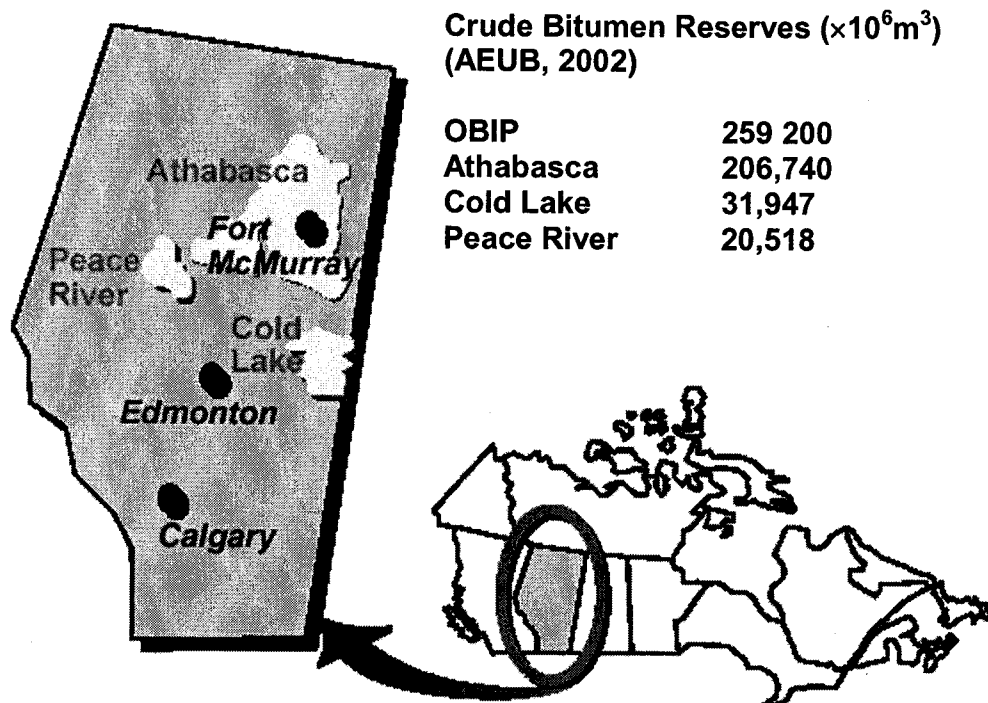 Crude Bitumen Reserves (×10⁶m³)
(AEUB, 2002)
OBIP 259 200
Athabasca 206,740
Cold Lake 31,947
Peace River 20,518
Athabasca
Fort
McMurray
Peace
River
Cold
Lake
Edmonton
Calgary